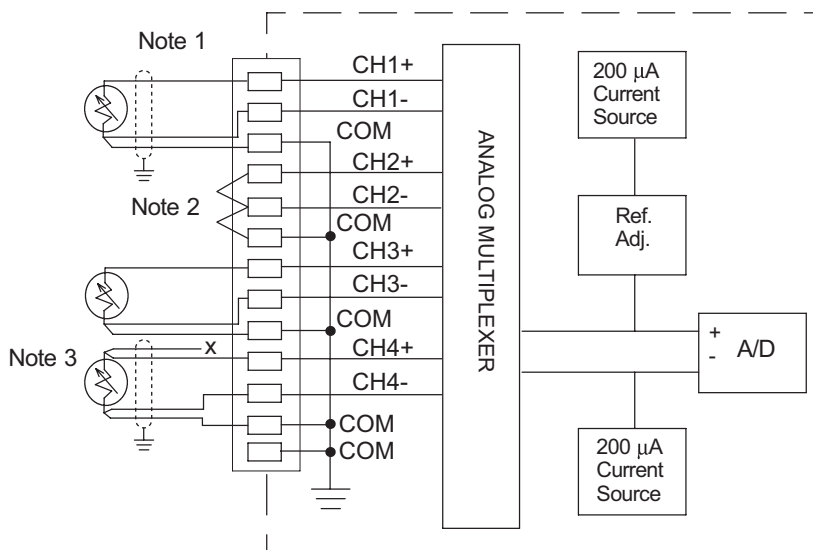 Note 1
CH1+
CH1-
COM
CH2+
Note 2
CH2-
COM
CH3+
CH3-
COM
Note 3
x
CH4+
CH4-
COM
COM
ANALOG MULTIPLEXER
200 μA
Current
Source
Ref.
Adj.
+
-
A/D
200 μA
Current
Source